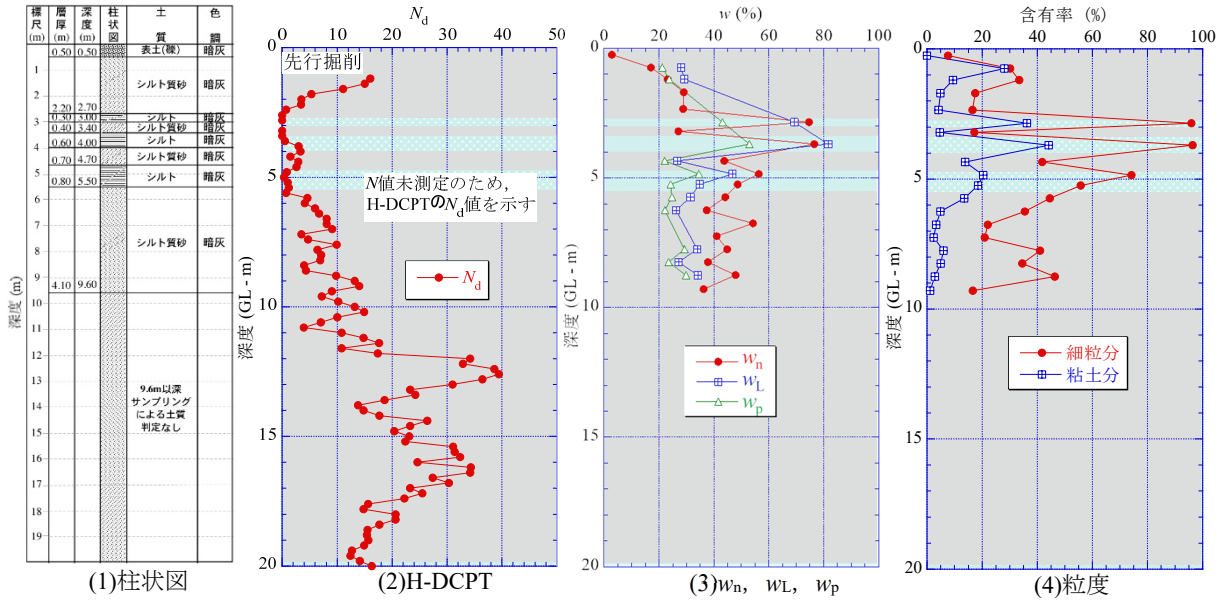 標尺(m) 層厚(m) 深度(m) 柱状図 土質 色調
0.50 0.50 表土(礫) 暗灰
1
シルト質砂 暗灰
2
2.20 2.70
0.30 3.00 シルト 暗灰
3
0.40 3.40 シルト質砂 暗灰
0.60 4.00 シルト 暗灰
4
0.70 4.70 シルト質砂 暗灰
5
0.80 5.50 シルト 暗灰
6
7
シルト質砂 暗灰
8
9
4.10 9.60
10
11
12
13
9.6m以深
サンプリング
による土質
判定なし
14
15
16
17
18
19
深度 (m)
(1)柱状図
Nd
0 10 20 30 40 50
先行掘削
N値未測定のため，
H-DCPTのNd値を示す
Nd
0
5
10
15
20
深度 (GL - m)
(2)H-DCPT
w (%)
0 20 40 60 80 100
0
5
10
15
20
深度 (GL - m)
wn
wL
wp
(3)wn， wL， wp
含有率 (%)
0 20 40 60 80 100
0
5
10
15
20
深度 (GL - m)
細粒分
粘土分
(4)粒度